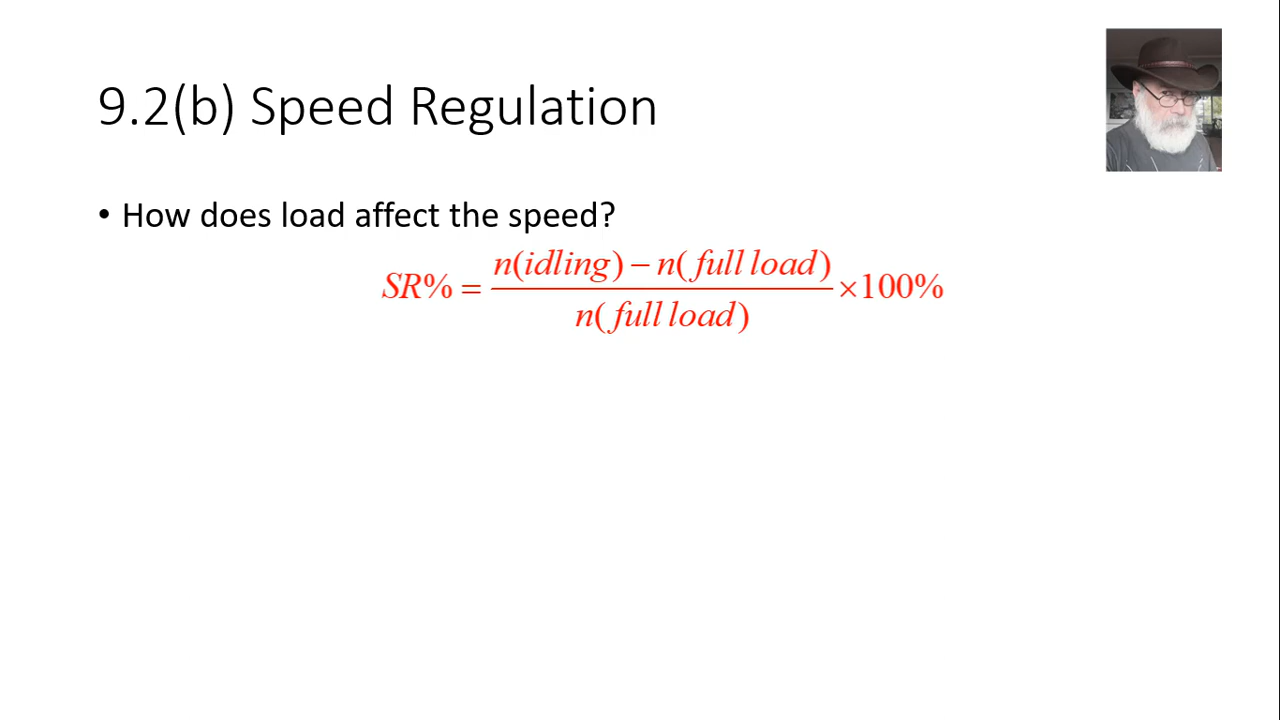 9.2(b) Speed Regulation
• How does load affect the speed?
SR% = n(idling) − n(full load) / n(full load) ×100%